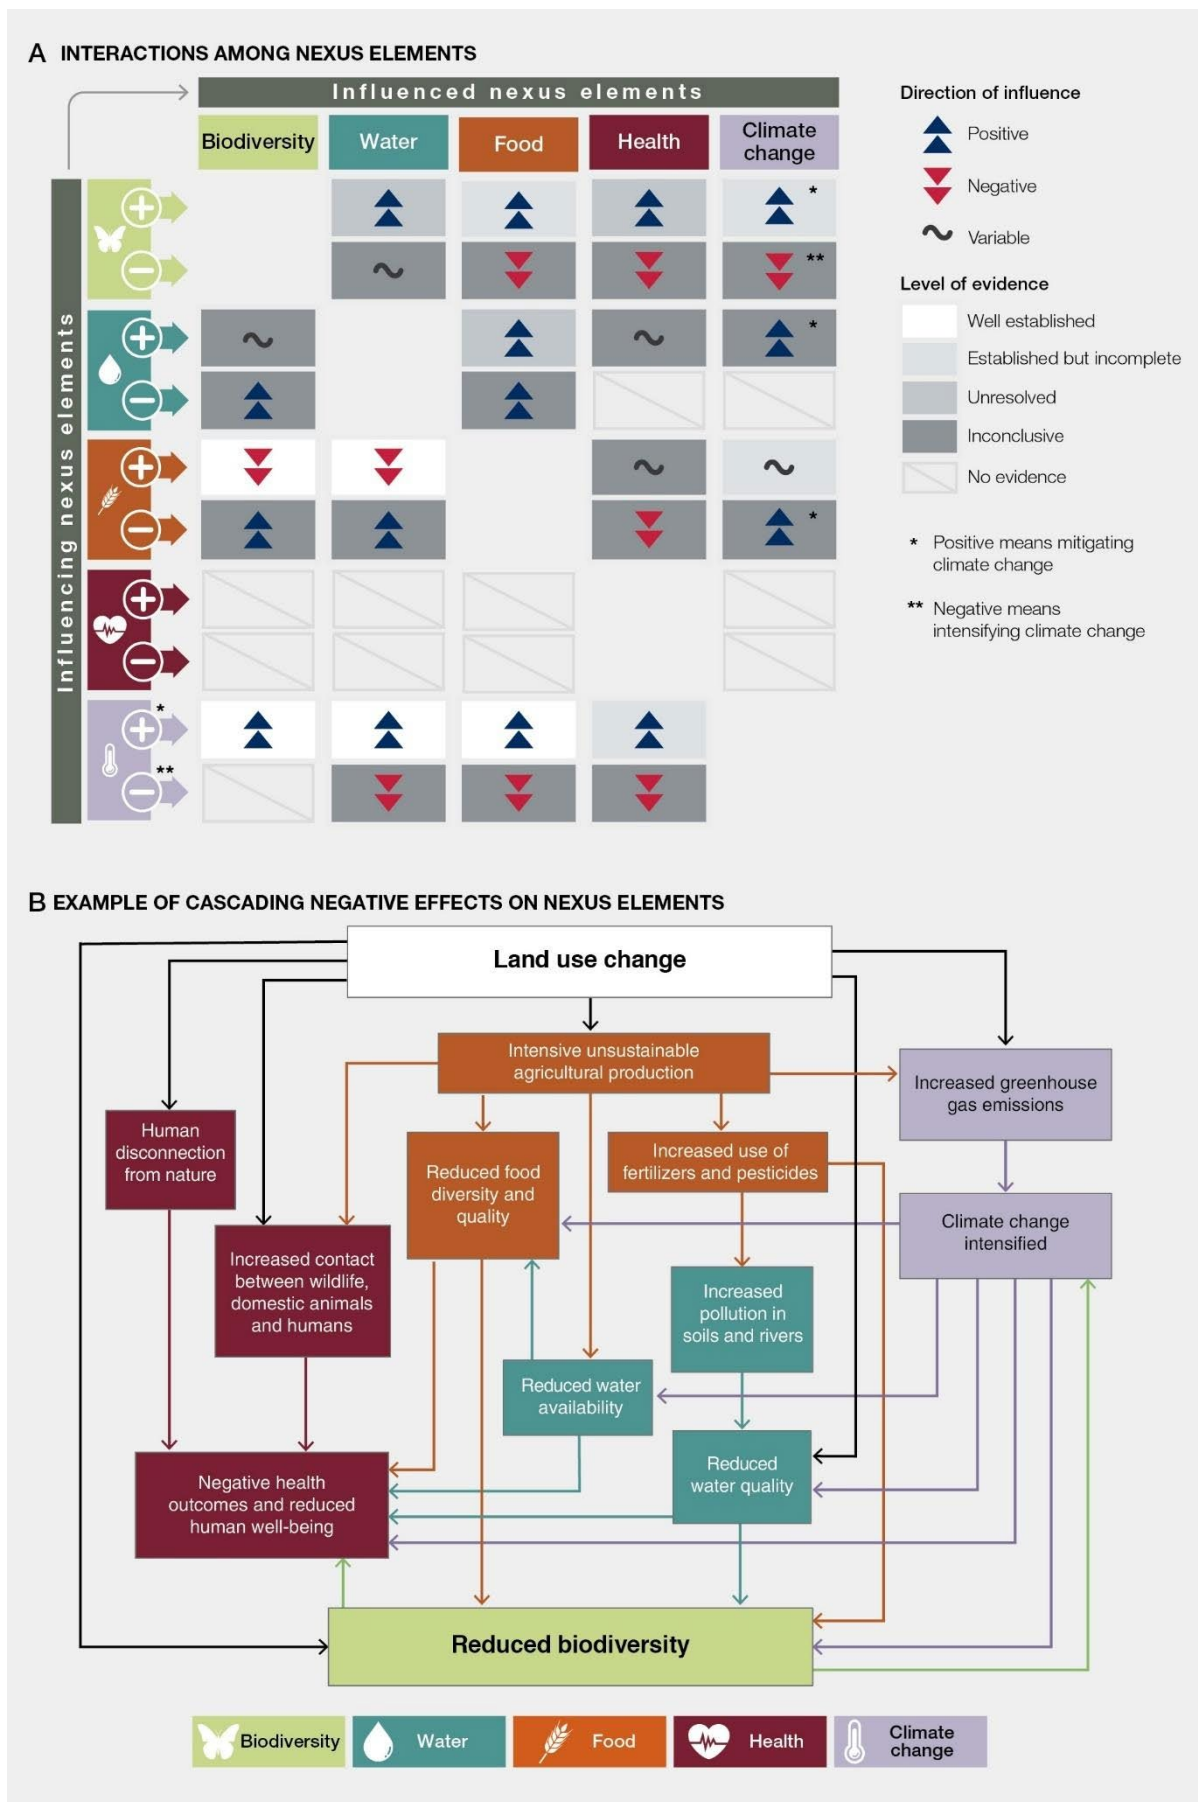 A INTERACTIONS AMONG NEXUS ELEMENTS
Influenced nexus elements
Biodiversity
Water
Food
Health
Climate
change
Influencing nexus elements
*
**
*
*
*
**
Direction of influence
Positive
Negative
Variable
Level of evidence
Well established
Established but incomplete
Unresolved
Inconclusive
No evidence
* Positive means mitigating
climate change
** Negative means
intensifying climate change
B EXAMPLE OF CASCADING NEGATIVE EFFECTS ON NEXUS ELEMENTS
Land use change
Intensive unsustainable
agricultural production
Increased greenhouse
gas emissions
Human
disconnection
from nature
Reduced food
diversity and
quality
Increased use of
fertilizers and pesticides
Climate change
intensified
Increased contact
between wildlife,
domestic animals
and humans
Increased
pollution in
soils and rivers
Reduced water
availability
Reduced
water quality
Negative health
outcomes and reduced
human well-being
Reduced biodiversity
Biodiversity
Water
Food
Health
Climate
change